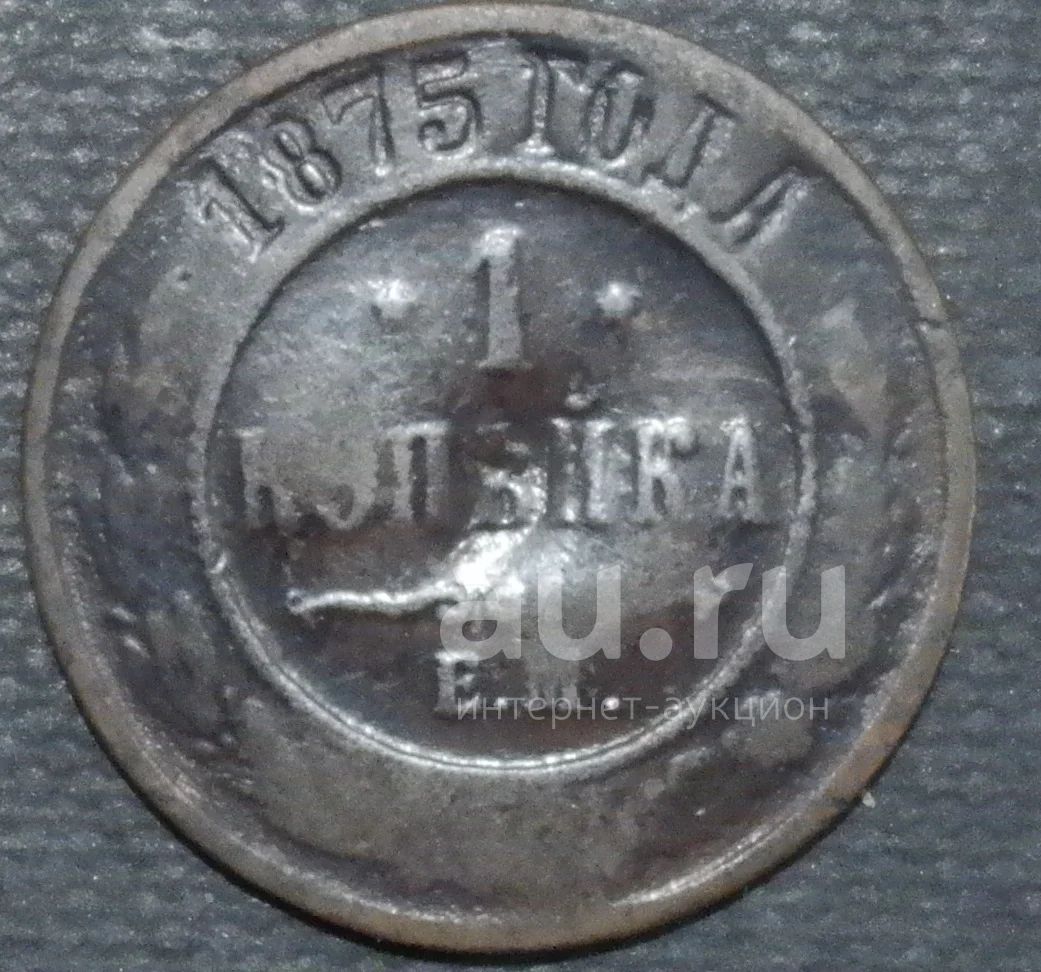 1875 ГОДА
1
КОПѢЙКА
Е.М.
au.ru
интернет-аукцион